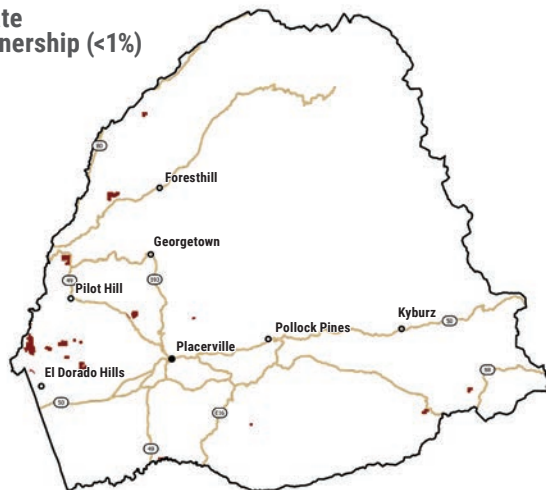 te
nership (<1%)
80
Foresthill
Georgetown
49
193
Pilot Hill
Kyburz
50
Pollock Pines
Placerville
El Dorado Hills
88
50
E16
49